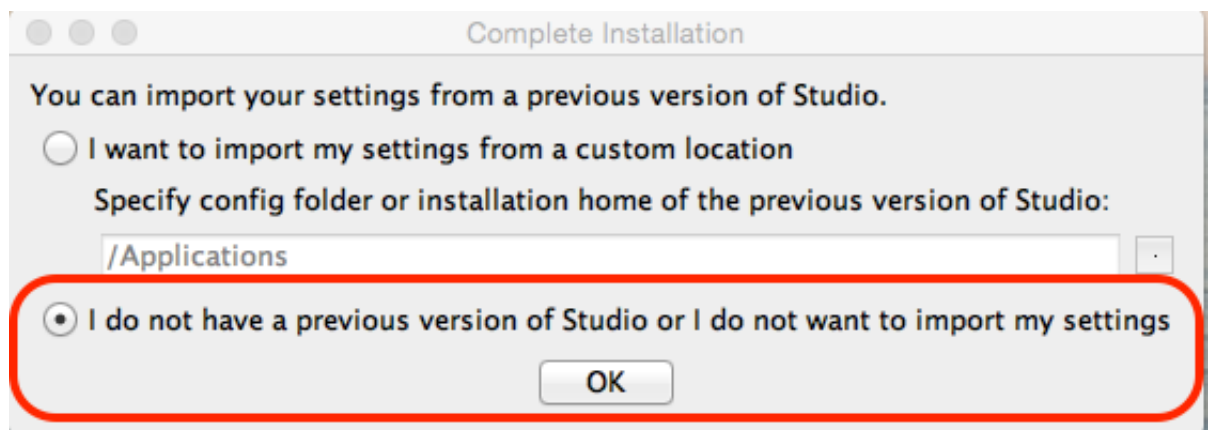 Complete Installation
You can import your settings from a previous version of Studio.
I want to import my settings from a custom location
Specify config folder or installation home of the previous version of Studio:
/Applications
.
I do not have a previous version of Studio or I do not want to import my settings
OK